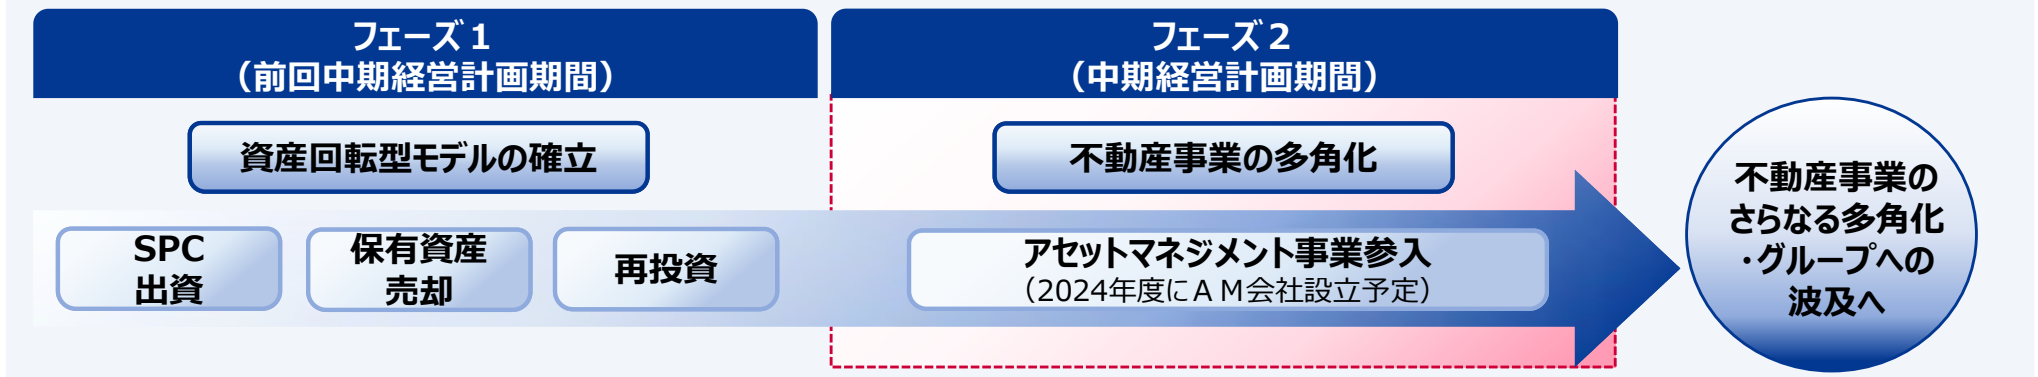 フェーズ1
（前回中期経営計画期間）
資産回転型モデルの確立
SPC
出資
保有資産
売却
再投資
フェーズ2
（中期経営計画期間）
不動産事業の多角化
アセットマネジメント事業参入
（2024年度にＡＭ会社設立予定）
不動産事業の
さらなる多角化
・グループへの
波及へ